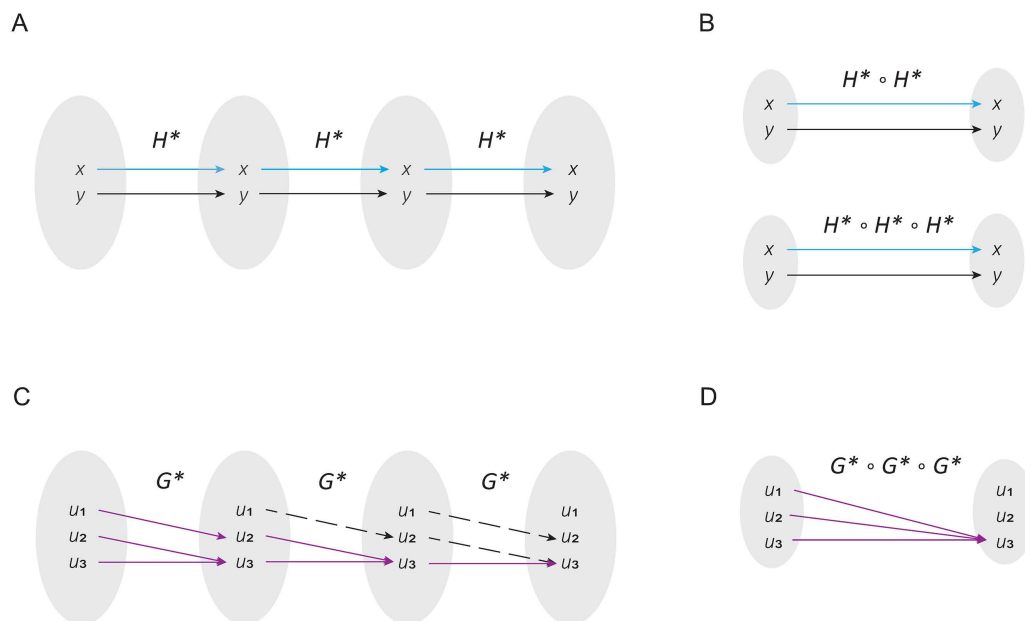 A
H* H* H*
x x x x
y y y y
B
H* ∘ H*
x x
y y
H* ∘ H* ∘ H*
x x
y y
C
G* G* G*
u1 u1 u1 u1
u2 u2 u2 u2
u3 u3 u3 u3
D
G* ∘ G* ∘ G*
u1 u1
u2 u2
u3 u3